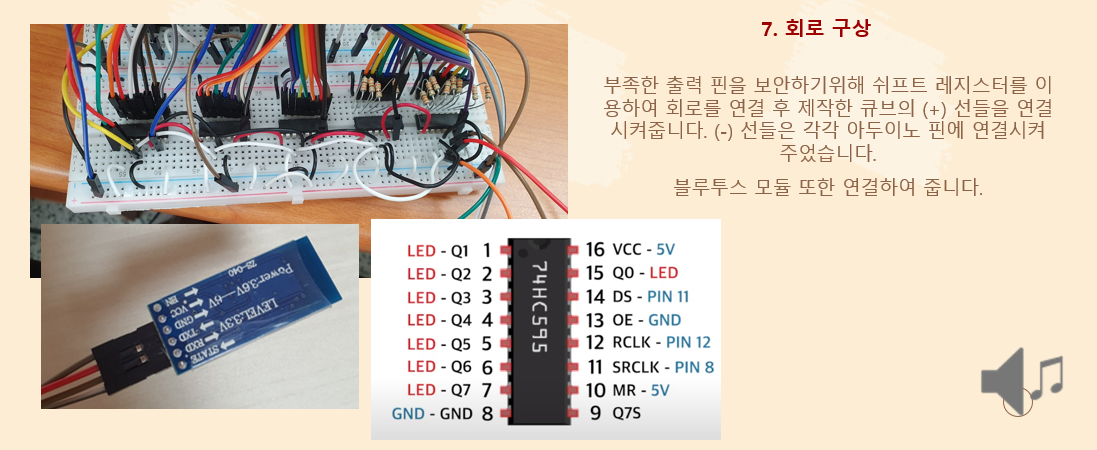 7. 회로 구상
부족한 출력 핀을 보안하기위해 쉬프트 레지스터를 이
용하여 회로를 연결 후 제작한 큐브의 (+) 선들을 연결
시켜줍니다. (-) 선들은 각각 아두이노 핀에 연결시켜
주었습니다.
블루투스 모듈 또한 연결하여 줍니다.
ZS-040
Power:3.6V---6V
LEVEL:3.3V
EN
VCC
GND
TXD
RXD
STATE
LED - Q1 1
LED - Q2 2
LED - Q3 3
LED - Q4 4
LED - Q5 5
LED - Q6 6
LED - Q7 7
GND - GND 8
74HC595
16 VCC - 5V
15 Q0 - LED
14 DS - PIN 11
13 OE - GND
12 RCLK - PIN 12
11 SRCLK - PIN 8
10 MR - 5V
9 Q7S